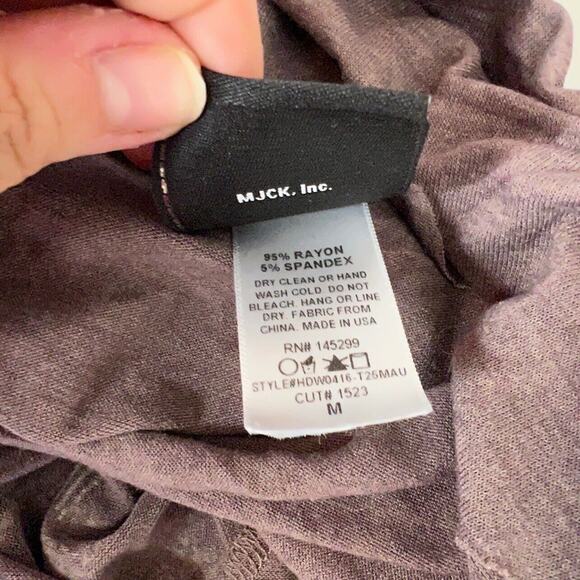 MJCK, Inc.
95% RAYON
5% SPANDEX
DRY CLEAN OR HAND
WASH COLD. DO NOT
BLEACH. HANG OR LINE
DRY. FABRIC FROM
CHINA. MADE IN USA
RN# 145299
STYLE#HDW0416-T25MAU
CUT# 1523
M